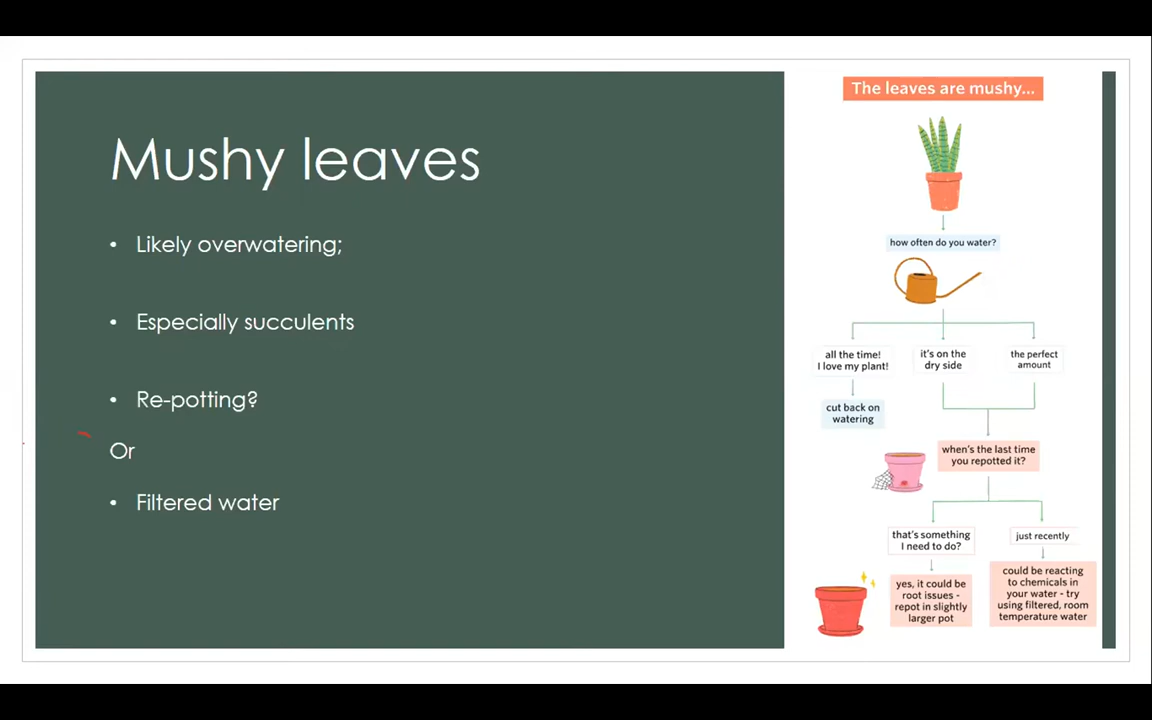 Mushy leaves
• Likely overwatering;
• Especially succulents
• Re-potting?
Or
• Filtered water
The leaves are mushy...
how often do you water?
all the time!
I love my plant!
it's on the
dry side
the perfect
amount
cut back on
watering
when's the last time
you repotted it?
that's something
I need to do?
just recently
yes, it could be
root issues -
repot in slightly
larger pot
could be reacting
to chemicals in
your water - try
using filtered, room
temperature water